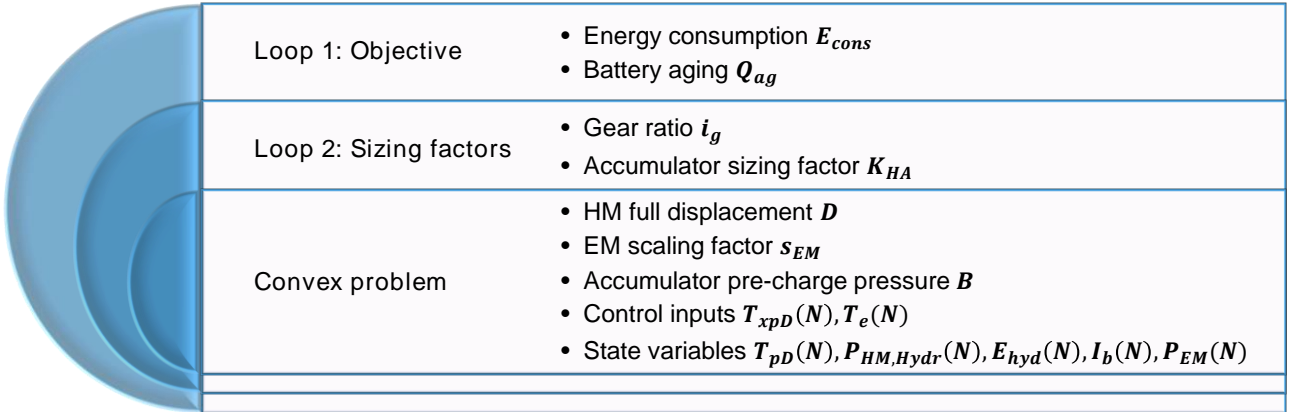 Loop 1: Objective
• Energy consumption E_cons
• Battery aging Q_ag
Loop 2: Sizing factors
• Gear ratio i_g
• Accumulator sizing factor K_HA
Convex problem
• HM full displacement D
• EM scaling factor s_EM
• Accumulator pre-charge pressure B
• Control inputs T_xpD(N), T_e(N)
• State variables T_pD(N), P_HM,Hydr(N), E_hyd(N), I_b(N), P_EM(N)